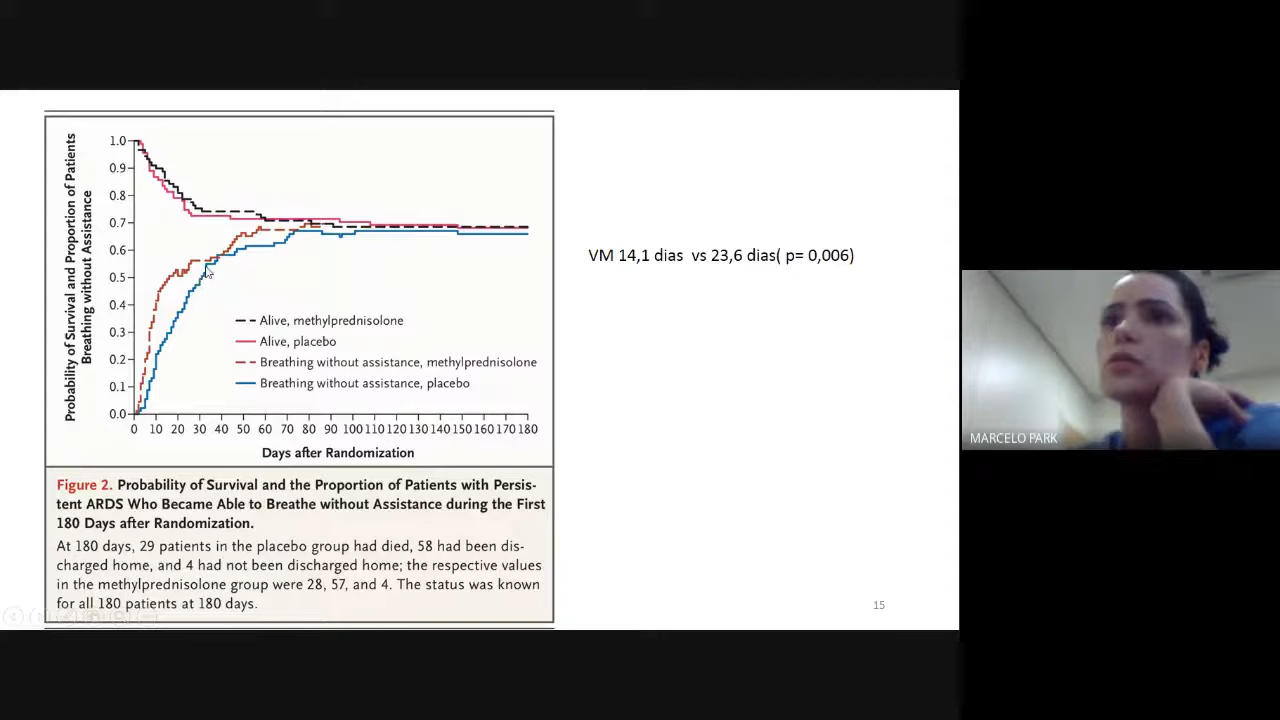 Probability of Survival and Proportion of Patients
Breathing without Assistance
1.0
0.9
0.8
0.7
0.6
0.5
0.4
0.3
0.2
0.1
0.0
0 10 20 30 40 50 60 70 80 90 100 110 120 130 140 150 160 170 180
Days after Randomization
Alive, methylprednisolone
Alive, placebo
Breathing without assistance, methylprednisolone
Breathing without assistance, placebo
Figure 2. Probability of Survival and the Proportion of Patients with Persis-
tent ARDS Who Became Able to Breathe without Assistance during the First
180 Days after Randomization.
At 180 days, 29 patients in the placebo group had died, 58 had been dis-
charged home, and 4 had not been discharged home; the respective values
in the methylprednisolone group were 28, 57, and 4. The status was known
for all 180 patients at 180 days.
VM 14,1 dias vs 23,6 dias( p= 0,006)
15
MARCELO PARK